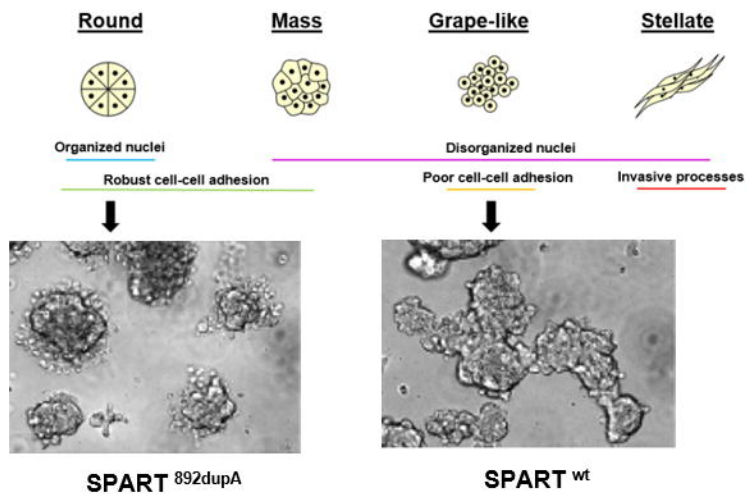 Round Mass Grape-like Stellate
Organized nuclei Disorganized nuclei
Robust cell-cell adhesion Poor cell-cell adhesion Invasive processes
SPART 892dupA SPART wt